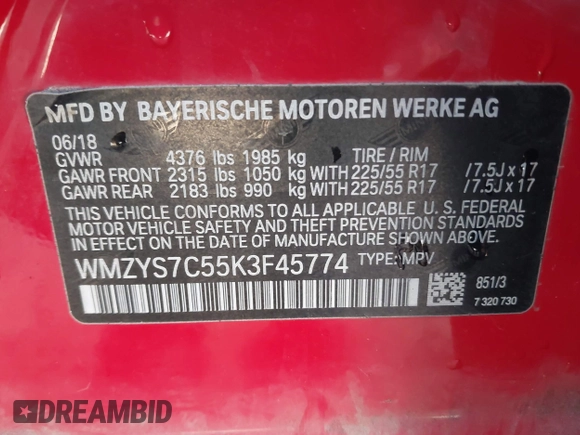 MFD BY BAYERISCHE MOTOREN WERKE AG
06/18
GVWR 4376 lbs 1985 kg TIRE / RIM
GAWR FRONT 2315 lbs 1050 kg WITH 225/55 R17 / 7.5J x 17
GAWR REAR 2183 lbs 990 kg WITH 225/55 R17 / 7.5J x 17
THIS VEHICLE CONFORMS TO ALL APPLICABLE U. S. FEDERAL
MOTOR VEHICLE SAFETY AND THEFT PREVENTION STANDARDS
IN EFFECT ON THE DATE OF MANUFACTURE SHOWN ABOVE.
WMZYS7C55K3F45774 TYPE: MPV
851/3
7 320 730
DREAMBID